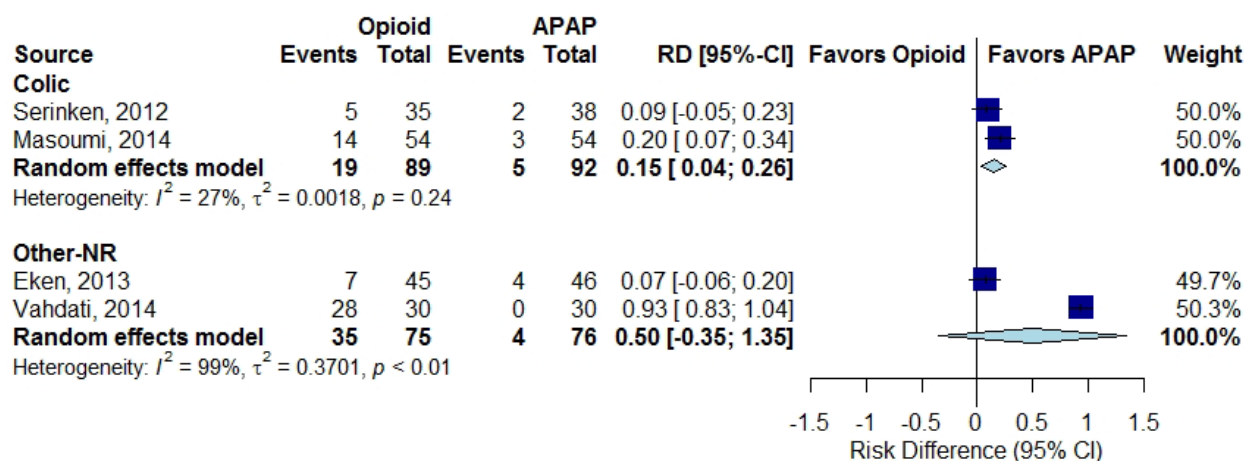 Opioid APAP
Source Events Total Events Total RD [95%-CI] Favors Opioid Favors APAP Weight
Colic
Serinken, 2012 5 35 2 38 0.09 [-0.05; 0.23] 50.0%
Masoumi, 2014 14 54 3 54 0.20 [0.07; 0.34] 50.0%
Random effects model 19 89 5 92 0.15 [ 0.04; 0.26] 100.0%
Heterogeneity: I² = 27%, τ² = 0.0018, p = 0.24
Other-NR
Eken, 2013 7 45 4 46 0.07 [-0.06; 0.20] 49.7%
Vahdati, 2014 28 30 0 30 0.93 [0.83; 1.04] 50.3%
Random effects model 35 75 4 76 0.50 [-0.35; 1.35] 100.0%
Heterogeneity: I² = 99%, τ² = 0.3701, p < 0.01
-1.5 -1 -0.5 0 0.5 1 1.5
Risk Difference (95% CI)